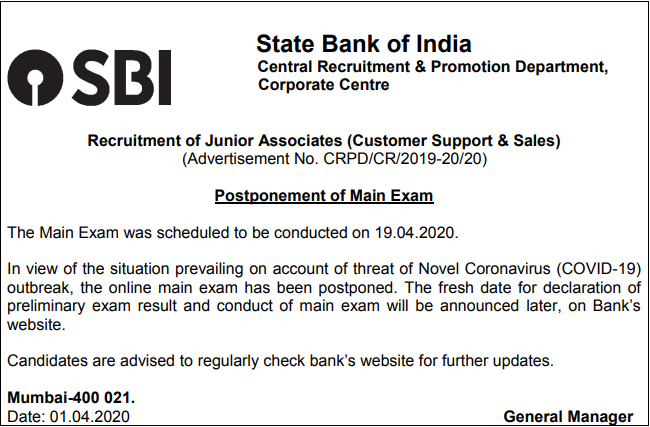 SBI
State Bank of India
Central Recruitment & Promotion Department,
Corporate Centre
Recruitment of Junior Associates (Customer Support & Sales)
(Advertisement No. CRPD/CR/2019-20/20)
Postponement of Main Exam
The Main Exam was scheduled to be conducted on 19.04.2020.
In view of the situation prevailing on account of threat of Novel Coronavirus (COVID-19)
outbreak, the online main exam has been postponed. The fresh date for declaration of
preliminary exam result and conduct of main exam will be announced later, on Bank's
website.
Candidates are advised to regularly check bank's website for further updates.
Mumbai-400 021.
Date: 01.04.2020 General Manager